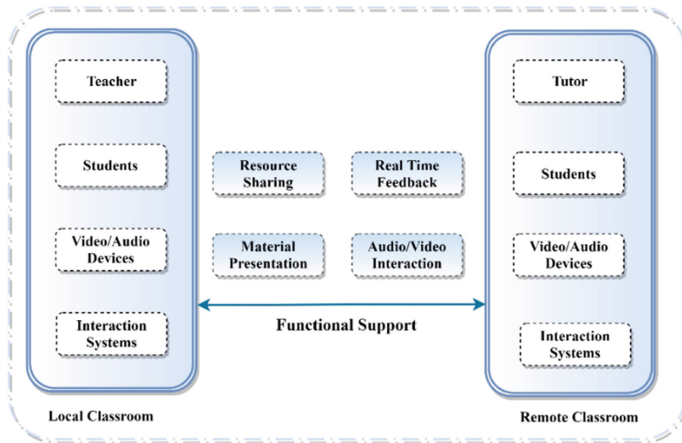 Teacher
Students
Video/Audio
Devices
Interaction
Systems
Local Classroom
Resource
Sharing
Real Time
Feedback
Material
Presentation
Audio/Video
Interaction
Functional Support
Tutor
Students
Video/Audio
Devices
Interaction
Systems
Remote Classroom